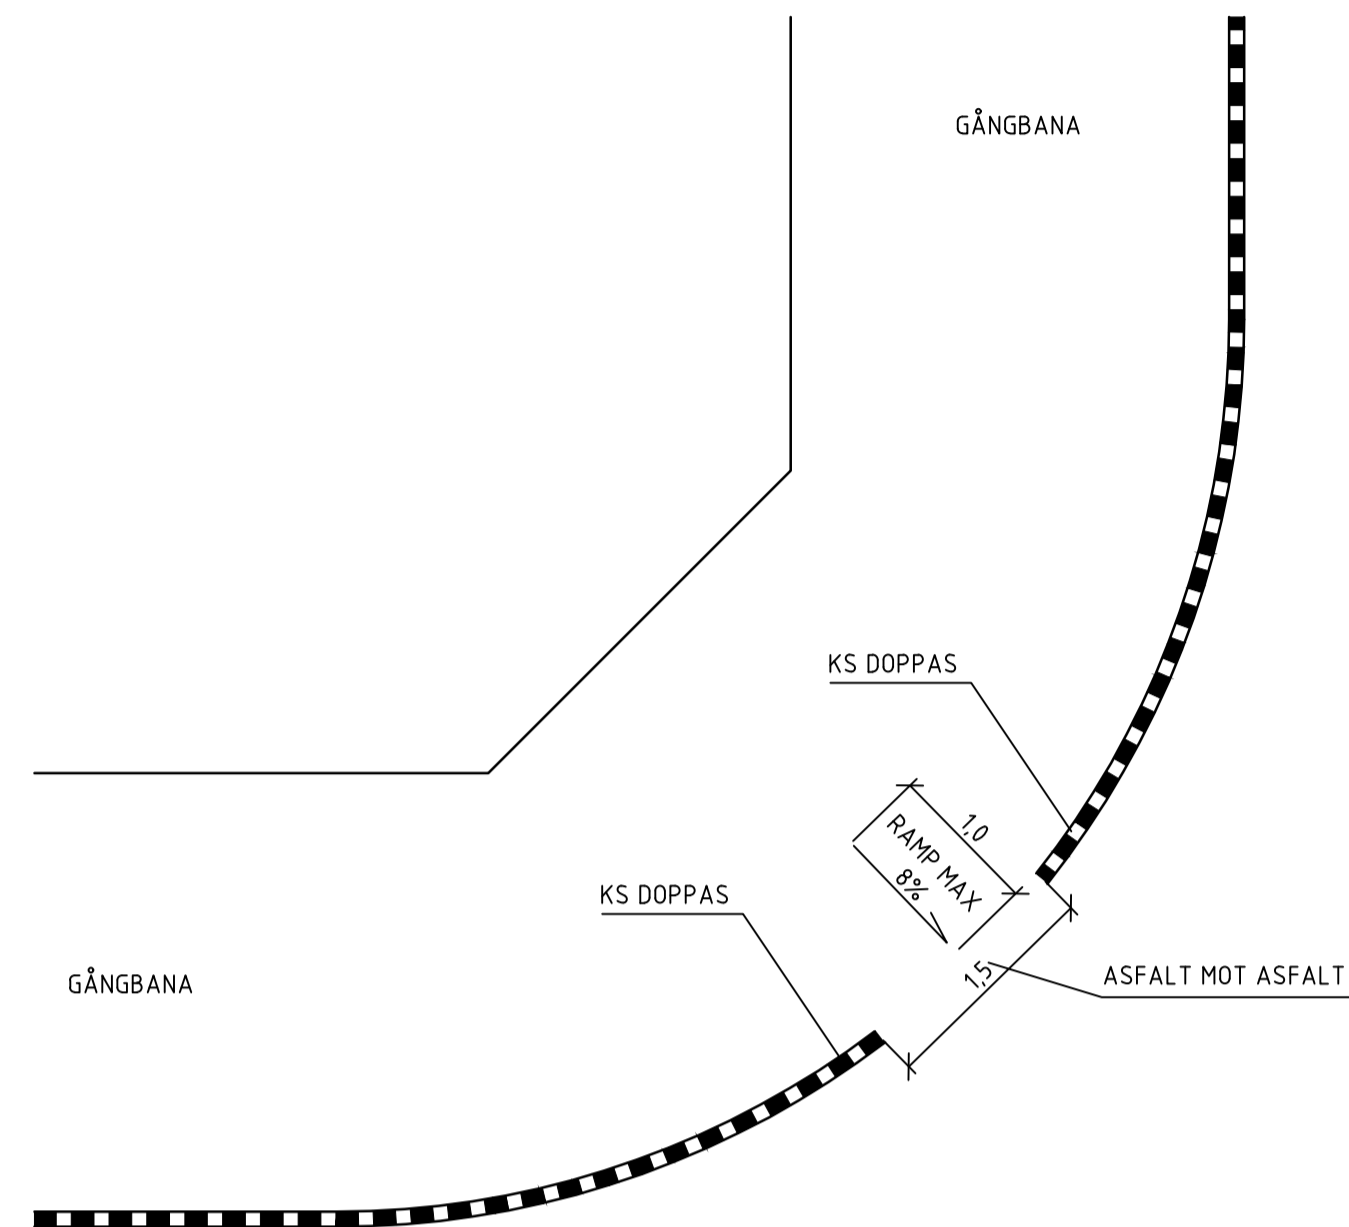 GÅNGBANA
KS DOPPAS
1,0
RAMP MAX
8%
KS DOPPAS
1,5
ASFALT MOT ASFALT
GÅNGBANA